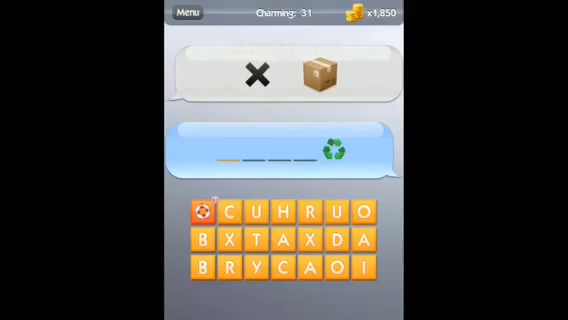 Menu
Charming: 31
x1,850
C U H R U O
B X T A X D A
B R Y C A O I